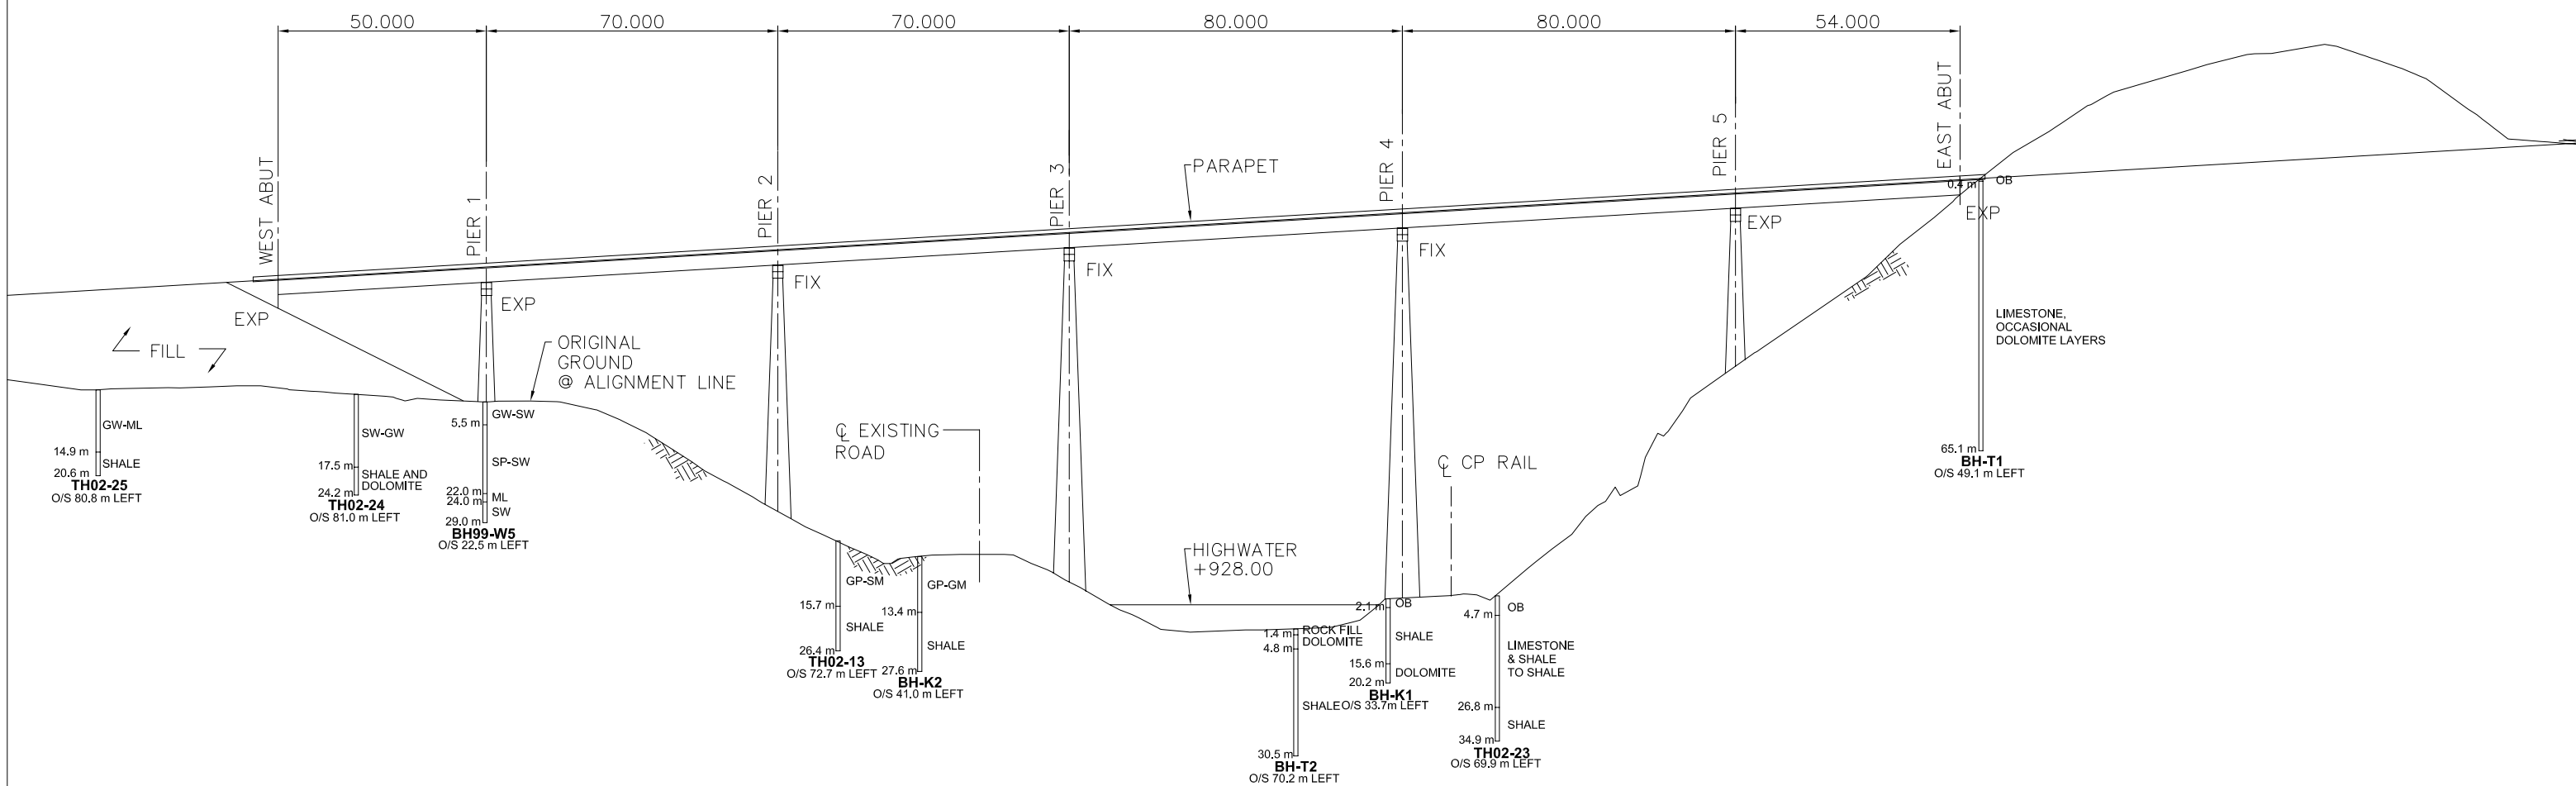 50.000
70.000
70.000
80.000
80.000
54.000
WEST ABUT
PIER 1
PIER 2
PIER 3
PIER 4
PIER 5
EAST ABUT
PARAPET
EXP
EXP
FIX
FIX
FIX
EXP
EXP
FILL
ORIGINAL
GROUND
@ ALIGNMENT LINE
℄ EXISTING
ROAD
HIGHWATER
+928.00
℄ CP RAIL
GW-ML
14.9 m
SHALE
20.6 m
TH02-25
O/S 80.8 m LEFT
SW-GW
17.5 m
SHALE AND
DOLOMITE
24.2 m
TH02-24
O/S 81.0 m LEFT
GW-SW
5.5 m
SP-SW
22.0 m
ML
24.0 m
SW
29.0 m
BH99-W5
O/S 22.5 m LEFT
GP-SM
15.7 m
SHALE
26.4 m
TH02-13
O/S 72.7 m LEFT
GP-GM
13.4 m
SHALE
27.6 m
BH-K2
O/S 41.0 m LEFT
1.4 m
ROCK FILL
DOLOMITE
4.8 m
SHALE
30.5 m
BH-T2
O/S 70.2 m LEFT
2.1 m
OB
SHALE
15.6 m
DOLOMITE
20.2 m
BH-K1
O/S 33.7m LEFT
OB
4.7 m
LIMESTONE
& SHALE
TO SHALE
26.8 m
SHALE
34.9 m
TH02-23
O/S 69.9 m LEFT
0.4 m
OB
LIMESTONE,
OCCASIONAL
DOLOMITE LAYERS
65.1 m
BH-T1
O/S 49.1 m LEFT